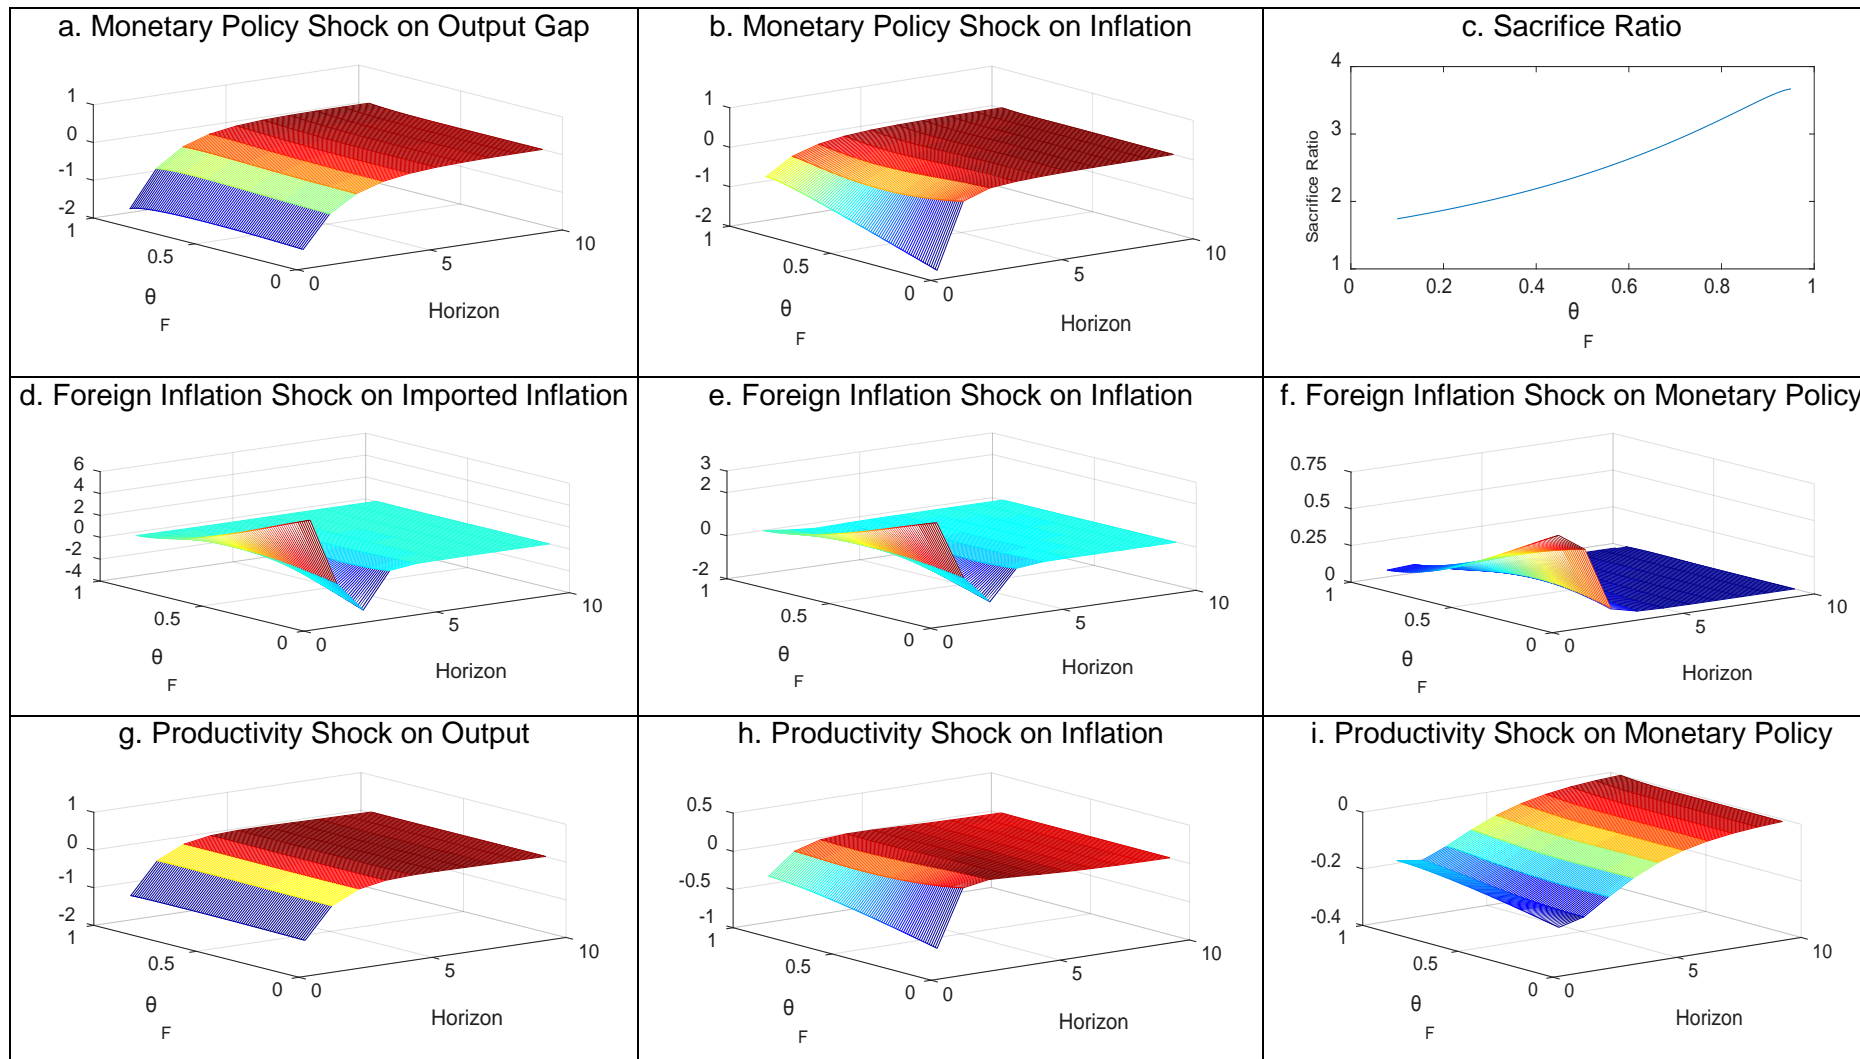 a. Monetary Policy Shock on Output Gap
1
0
-1
-2
1
0.5
0
0
5
10
θ
F
Horizon
b. Monetary Policy Shock on Inflation
1
0
-1
-2
1
0.5
0
0
5
10
θ
F
Horizon
c. Sacrifice Ratio
Sacrifice Ratio
4
3
2
1
0
0.2
0.4
0.6
0.8
1
θ
F
d. Foreign Inflation Shock on Imported Inflation
6
4
2
0
-2
-4
1
0.5
0
0
5
10
θ
F
Horizon
e. Foreign Inflation Shock on Inflation
3
2
0
-2
1
0.5
0
0
5
10
θ
F
Horizon
f. Foreign Inflation Shock on Monetary Policy
0.75
0.5
0.25
0
1
0.5
0
0
5
10
θ
F
Horizon
g. Productivity Shock on Output
1
0
-1
-2
1
0.5
0
0
5
10
θ
F
Horizon
h. Productivity Shock on Inflation
0.5
0
-0.5
-1
1
0.5
0
0
5
10
θ
F
Horizon
i. Productivity Shock on Monetary Policy
0
-0.2
-0.4
1
0.5
0
0
5
10
θ
F
Horizon